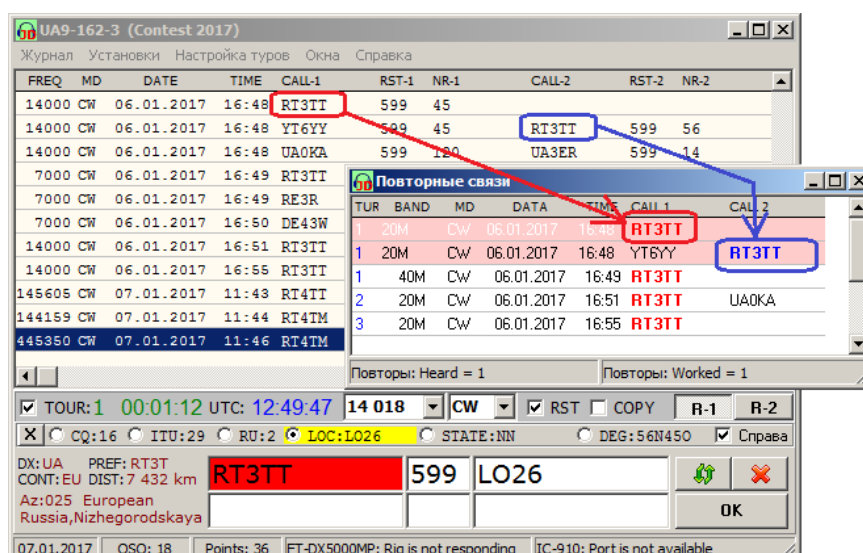 UA9-162-3 (Contest 2017)
Журнал Установки Настройка туров Окна Справка
FREQ MD DATE TIME CALL-1 RST-1 NR-1 CALL-2 RST-2 NR-2
14000 CW 06.01.2017 16:48 RT3TT 599 45
14000 CW 06.01.2017 16:48 YT6YY 599 45 RT3TT 599 56
14000 CW 06.01.2017 16:48 UA0KA 599 120 UA3ER 599 14
7000 CW 06.01.2017 16:49 RT3TT
7000 CW 06.01.2017 16:49 RE3R
7000 CW 06.01.2017 16:50 DE43W
14000 CW 06.01.2017 16:51 RT3TT
14000 CW 06.01.2017 16:55 RT3TT
145605 CW 07.01.2017 11:43 RT4TT
144159 CW 07.01.2017 11:44 RT4TM
445350 CW 07.01.2017 11:46 RT4TM
Повторные связи
TUR BAND MD DATA TIME CALL 1 CALL 2
1 20M CW 06.01.2017 16:48 RT3TT
1 20M CW 06.01.2017 16:48 YT6YY RT3TT
1 40M CW 06.01.2017 16:49 RT3TT
2 20M CW 06.01.2017 16:51 RT3TT UA0KA
3 20M CW 06.01.2017 16:55 RT3TT
Повторы: Heard = 1 Повторы: Worked = 1
TOUR:1 00:01:12 UTC: 12:49:47 14 018 CW RST COPY R-1 R-2
X CQ:16 ITU:29 RU:2 LOC:LO26 STATE:NN DEG:56N450 Справа
DX:UA PREF:RT3T
CONT:EU DIST:7 432 km
RT3TT 599 LO26
Az:025 European
Russia,Nizhegorodskaya
OK
07.01.2017 QSO: 18 Points: 36 FT-DX5000MP: Rig is not responding IC-910: Port is not available